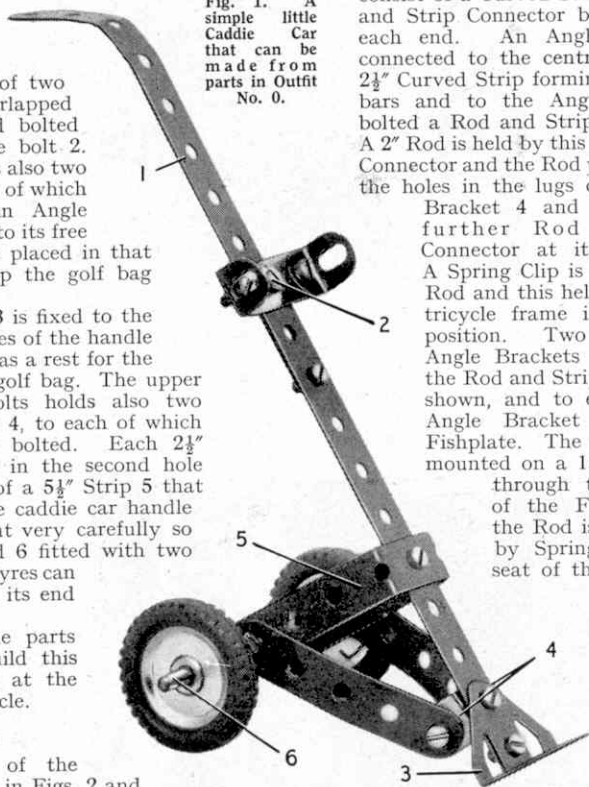 Fig. 1. A
simple little
Caddie Car
that can be
made from
parts in Outfit
No. 0.
of two
erlapped
d bolted
e bolt 2.
s also two
of which
n Angle
to its free
placed in that
p the golf bag
3 is fixed to the
es of the handle
as a rest for the
golf bag. The upper
olts holds also two
4, to each of which
bolted. Each 2½″
in the second hole
of a 5½″ Strip 5 that
e caddie car handle
nt very carefully so
d 6 fitted with two
yres can
its end
e parts
ild this
at the
cle.
of the
in Figs. 2 and
and Strip Connector b
each end. An Angl
connected to the centr
2½″ Curved Strip formin
bars and to the Ang
bolted a Rod and Strip
A 2″ Rod is held by this
Connector and the Rod
the holes in the lugs
Bracket 4 and
further Rod
Connector at it
A Spring Clip is
Rod and this hel
tricycle frame i
position. Two
Angle Brackets
the Rod and Stri
shown, and to e
Angle Bracket
Fishplate. The
mounted on a 1
through t
of the F
the Rod is
by Spring
seat of th
1
2
5
4
6
3